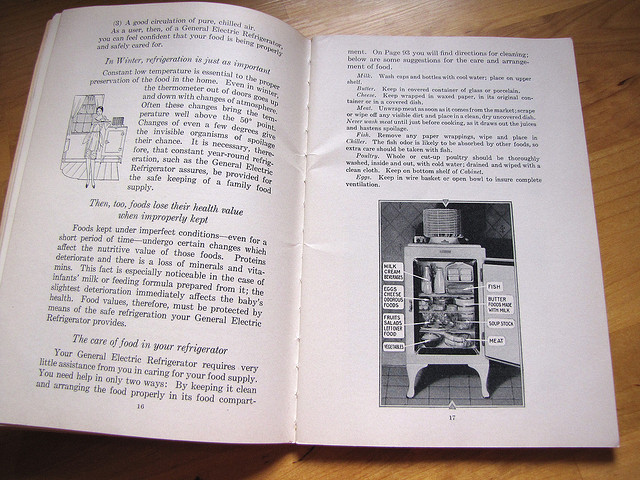 (3) A good circulation of pure, chilled air.
As a user, then, of a General Electric Refrigerator,
you can feel confident that your food is being properly
and safely cared for.
In Winter, refrigeration is just as important
Constant low temperature is essential to the proper
preservation of the food in the home. Even in winter,
the thermometer out of doors goes up
and down with changes of atmosphere.
Often these changes bring the tem-
perature well above the 50° point.
Changes of even a few degrees give
the invisible organisms of spoilage
their chance. It is necessary, there-
fore, that constant year-round refrig-
eration, such as the General Electric
Refrigerator assures, be provided for
the safe keeping of a family food
supply.
Then, too, foods lose their health value
when improperly kept
Foods kept under imperfect conditions—even for a
short period of time—undergo certain changes which
affect the nutritive value of those foods. Proteins
deteriorate and there is a loss of minerals and vita-
mins. This fact is especially noticeable in the case of
infants' milk or feeding formula prepared from it; the
slightest deterioration immediately affects the baby's
health. Food values, therefore, must be protected by
means of the safe refrigeration your General Electric
Refrigerator provides.
The care of food in your refrigerator
Your General Electric Refrigerator requires very
little assistance from you in caring for your food supply.
You need help in only two ways: By keeping it clean
and arranging the food properly in its food compart-
16
ment. On Page 93 you will find directions for cleaning;
below are some suggestions for the care and arrange-
ment of food.
Milk. Wash caps and bottles with cool water; place on upper
shelf.
Butter. Keep in covered container of glass or porcelain.
Cheese. Keep wrapped in waxed paper, in its original con-
tainer or in a covered dish.
Meat. Unwrap meat as soon as it comes from the market; scrape
or wipe off any visible dirt and place in a clean, dry uncovered dish.
Never wash meat until just before cooking, as it draws out the juices
and hastens spoilage.
Fish. Remove any paper wrappings, wipe and place in
Chiller. The fish odor is likely to be absorbed by other foods, so
extra care should be taken with fish.
Poultry. Whole or cut-up poultry should be thoroughly
washed, inside and out, with cold water; drained and wiped with a
clean cloth. Keep on bottom shelf of Cabinet.
Eggs. Keep in wire basket or open bowl to insure complete
ventilation.
MILK
CREAM
BEVERAGES
EGGS
CHEESE
ODOROUS
FOODS
FRUITS
SALADS
LEFT OVER
FOOD
VEGETABLES
FISH
BUTTER
FOODS MADE
WITH MILK
SOUP STOCK
MEAT
17